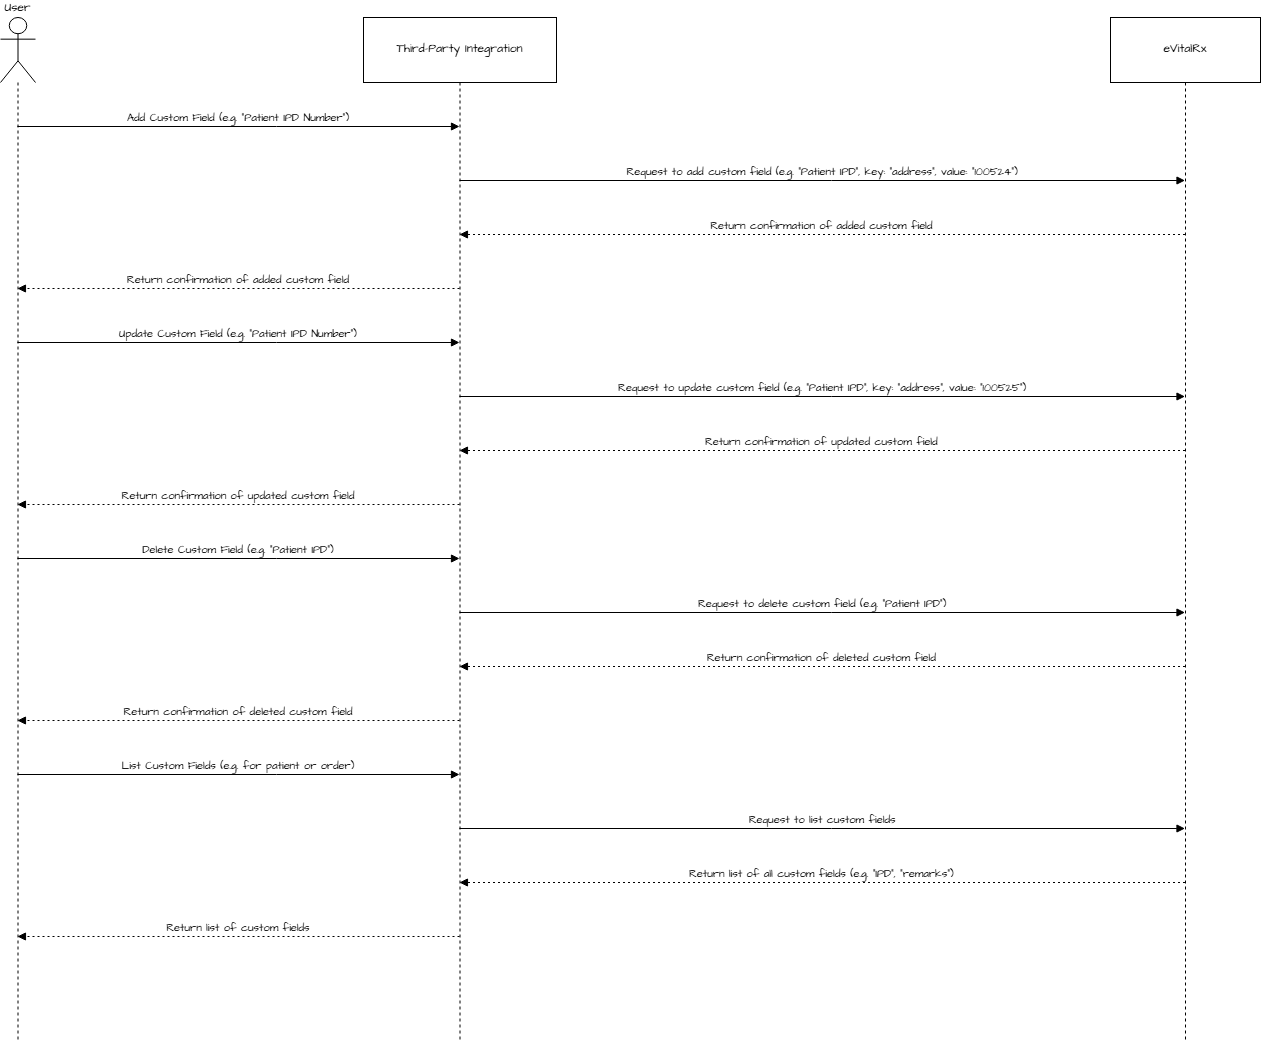 User
Third-Party Integration
eVitalRx
Add Custom Field (e.g. "Patient IPD Number")
Request to add custom field (e.g. "Patient IPD", key: "address", value: "100524")
Return confirmation of added custom field
Return confirmation of added custom field
Update Custom Field (e.g. "Patient IPD Number")
Request to update custom field (e.g. "Patient IPD", key: "address", value: "100525")
Return confirmation of updated custom field
Return confirmation of updated custom field
Delete Custom Field (e.g. "Patient IPD")
Request to delete custom field (e.g. "Patient IPD")
Return confirmation of deleted custom field
Return confirmation of deleted custom field
List Custom Fields (e.g. for patient or order)
Request to list custom fields
Return list of all custom fields (e.g. "IPD", "remarks")
Return list of custom fields